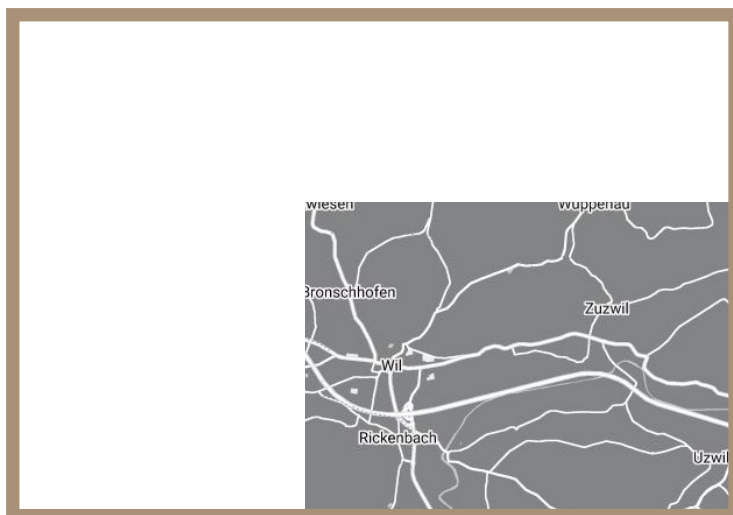 wiesen
Wuppenau
Bronschhofen
Zuzwil
Wil
Rickenbach
Uzwil